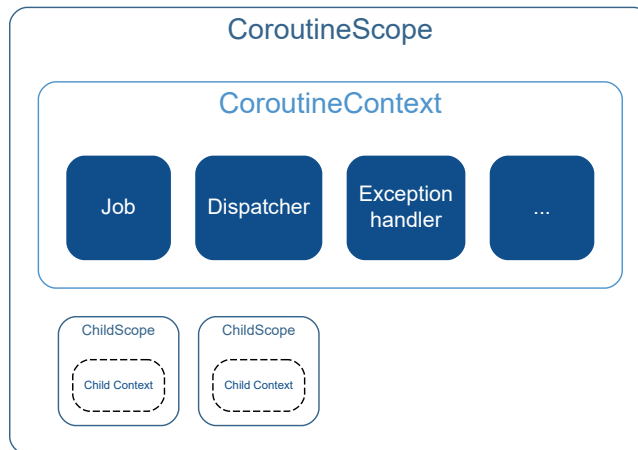 CoroutineScope
CoroutineContext
Job
Dispatcher
Exception
handler
...
ChildScope
Child Context
ChildScope
Child Context